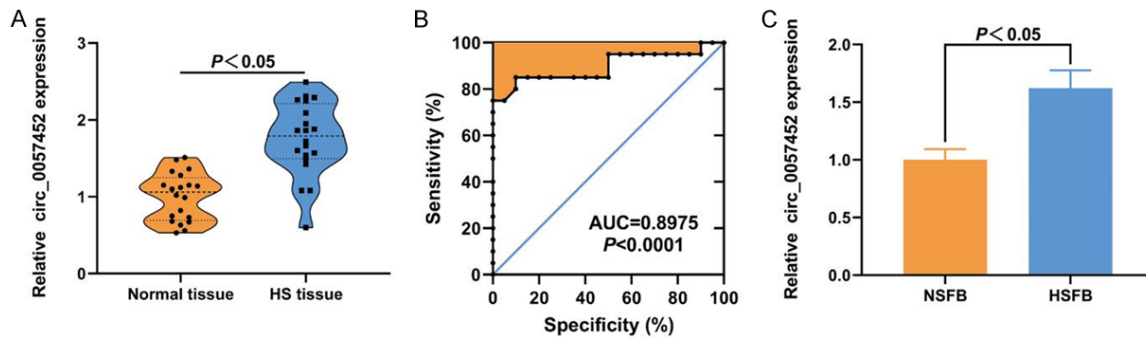 A
Relative circ_0057452 expression
3
2
1
0
P＜0.05
Normal tissue
HS tissue
B
Sensitivity (%)
100
80
60
40
20
0
AUC=0.8975
P<0.0001
0 20 40 60 80 100
Specificity (%)
C
Relative circ_0057452 expression
2.0
1.5
1.0
0.5
0.0
P＜0.05
NSFB
HSFB